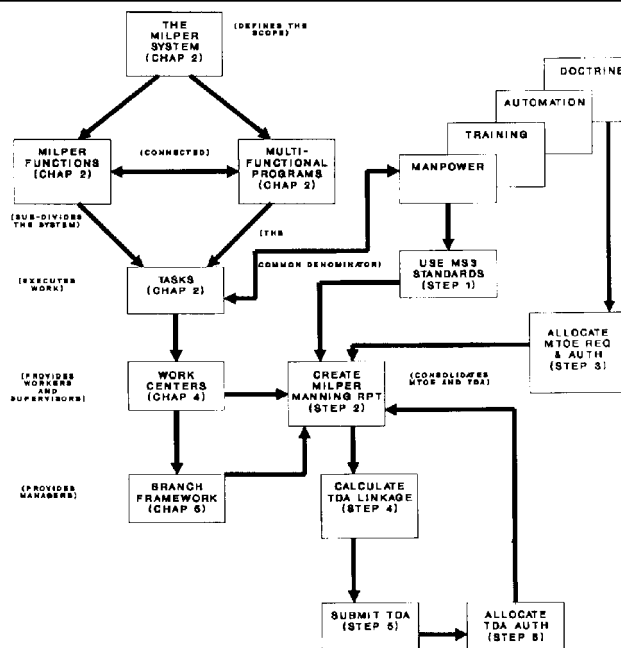 THE
MILPER
SYSTEM
(CHAP 2)
(DEFINES THE
SCOPE)
DOCTRINE
AUTOMATION
TRAINING
MANPOWER
MILPER
FUNCTIONS
(CHAP 2)
(CONNECTED)
MULTI-
FUNCTIONAL
PROGRAMS
(CHAP 2)
(SUB-DIVIDES
THE SYSTEM)
(THE
COMMON DENOMINATOR)
USE MS3
STANDARDS
(STEP 1)
(EXECUTES
WORK)
TASKS
(CHAP 2)
ALLOCATE
MTOE REQ
& AUTH
(STEP 3)
(PROVIDES
WORKERS
AND
SUPERVISORS)
WORK
CENTERS
(CHAP 4)
CREATE
MILPER
MANNING RPT
(STEP 2)
(CONSOLIDATES
MTOE AND TDA)
(PROVIDES
MANAGERS)
BRANCH
FRAMEWORK
(CHAP 5)
CALCULATE
TDA LINKAGE
(STEP 4)
SUBMIT TDA
(STEP 5)
ALLOCATE
TDA AUTH
(STEP 6)